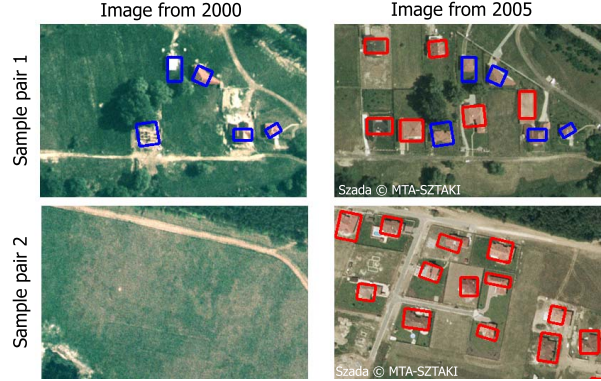 Image from 2000
Image from 2005
Sample pair 1
Szada © MTA-SZTAKI
Sample pair 2
Szada © MTA-SZTAKI